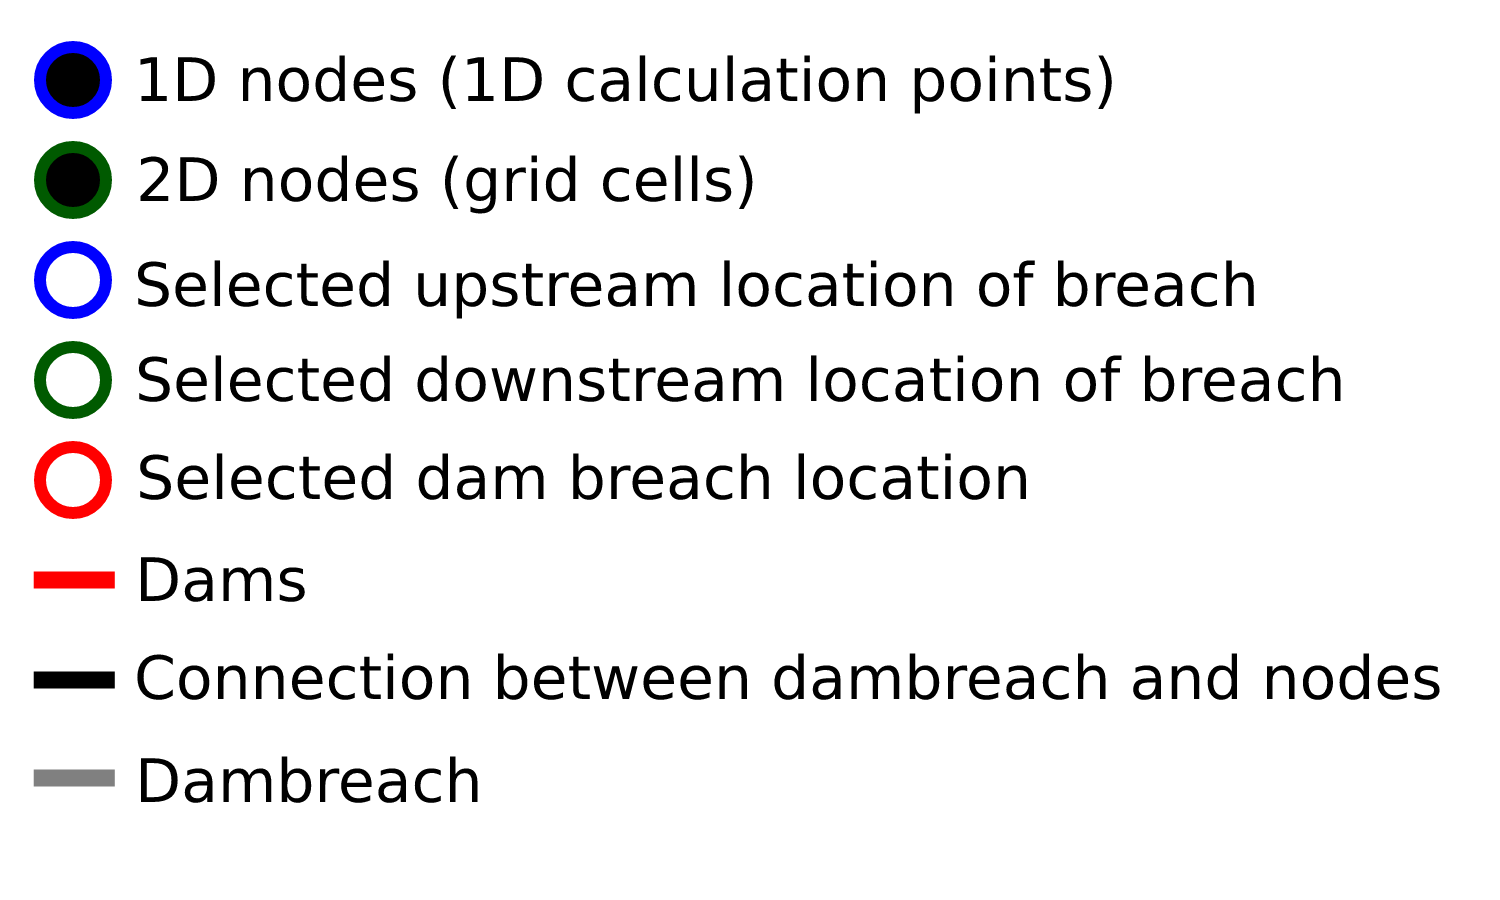 1D nodes (1D calculation points)
2D nodes (grid cells)
Selected upstream location of breach
Selected downstream location of breach
Selected dam breach location
Dams
Connection between dambreach and nodes
Dambreach